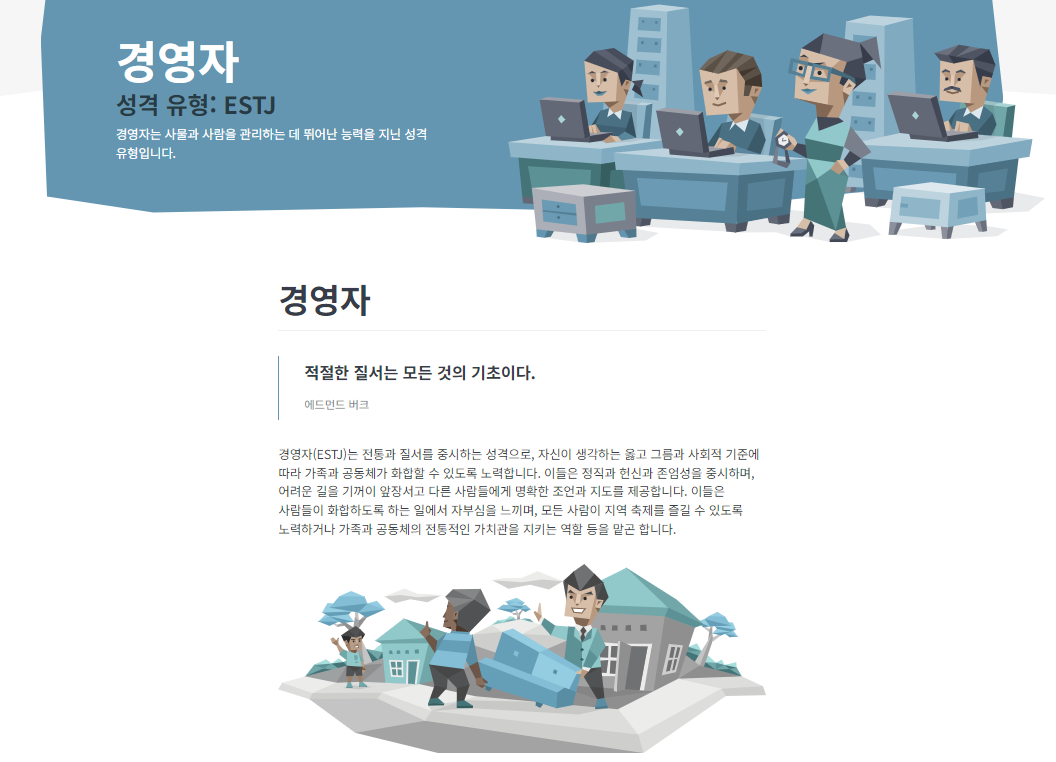 경영자
성격 유형: ESTJ
경영자는 사물과 사람을 관리하는 데 뛰어난 능력을 지닌 성격
유형입니다.
경영자
적절한 질서는 모든 것의 기초이다.
에드먼드 버크
경영자(ESTJ)는 전통과 질서를 중시하는 성격으로, 자신이 생각하는 옳고 그름과 사회적 기준에
따라 가족과 공동체가 화합할 수 있도록 노력합니다. 이들은 정직과 헌신과 존엄성을 중시하며,
어려운 길을 기꺼이 앞장서고 다른 사람들에게 명확한 조언과 지도를 제공합니다. 이들은
사람들이 화합하도록 하는 일에서 자부심을 느끼며, 모든 사람이 지역 축제를 즐길 수 있도록
노력하거나 가족과 공동체의 전통적인 가치관을 지키는 역할 등을 맡곤 합니다.